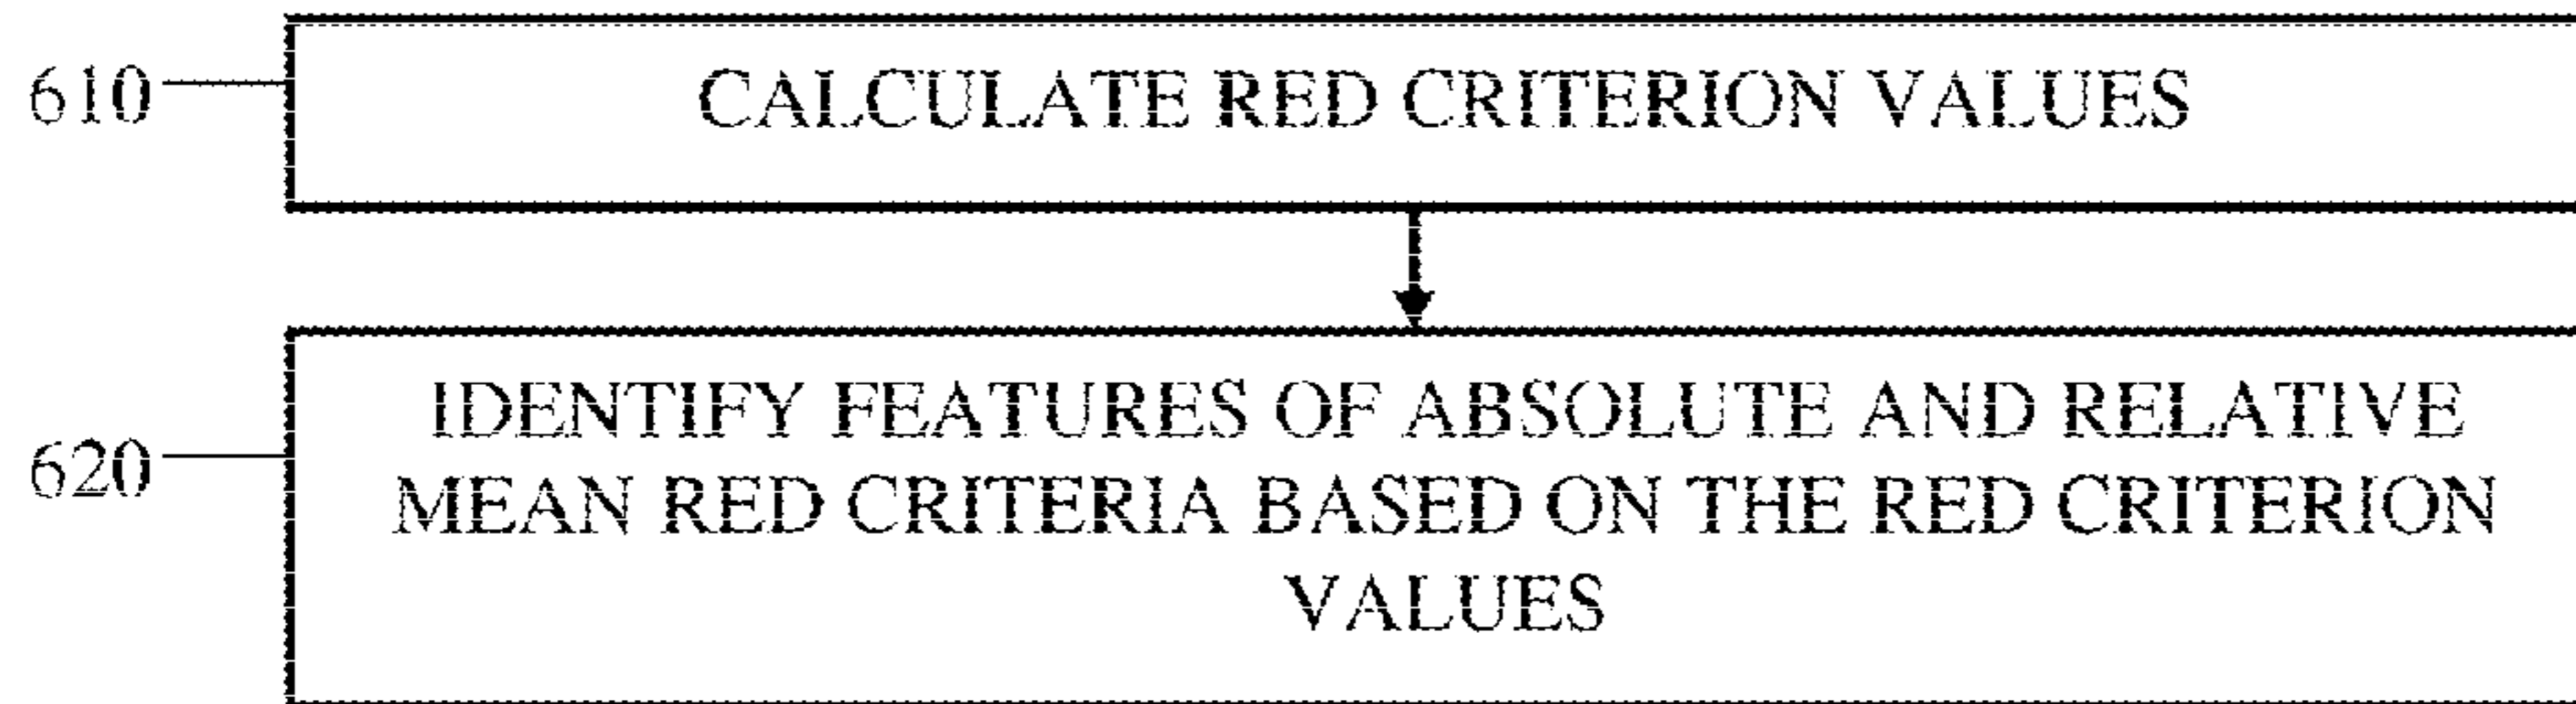 610
CALCULATE RED CRITERION VALUES
620
IDENTIFY FEATURES OF ABSOLUTE AND RELATIVE
MEAN RED CRITERIA BASED ON THE RED CRITERION
VALUES